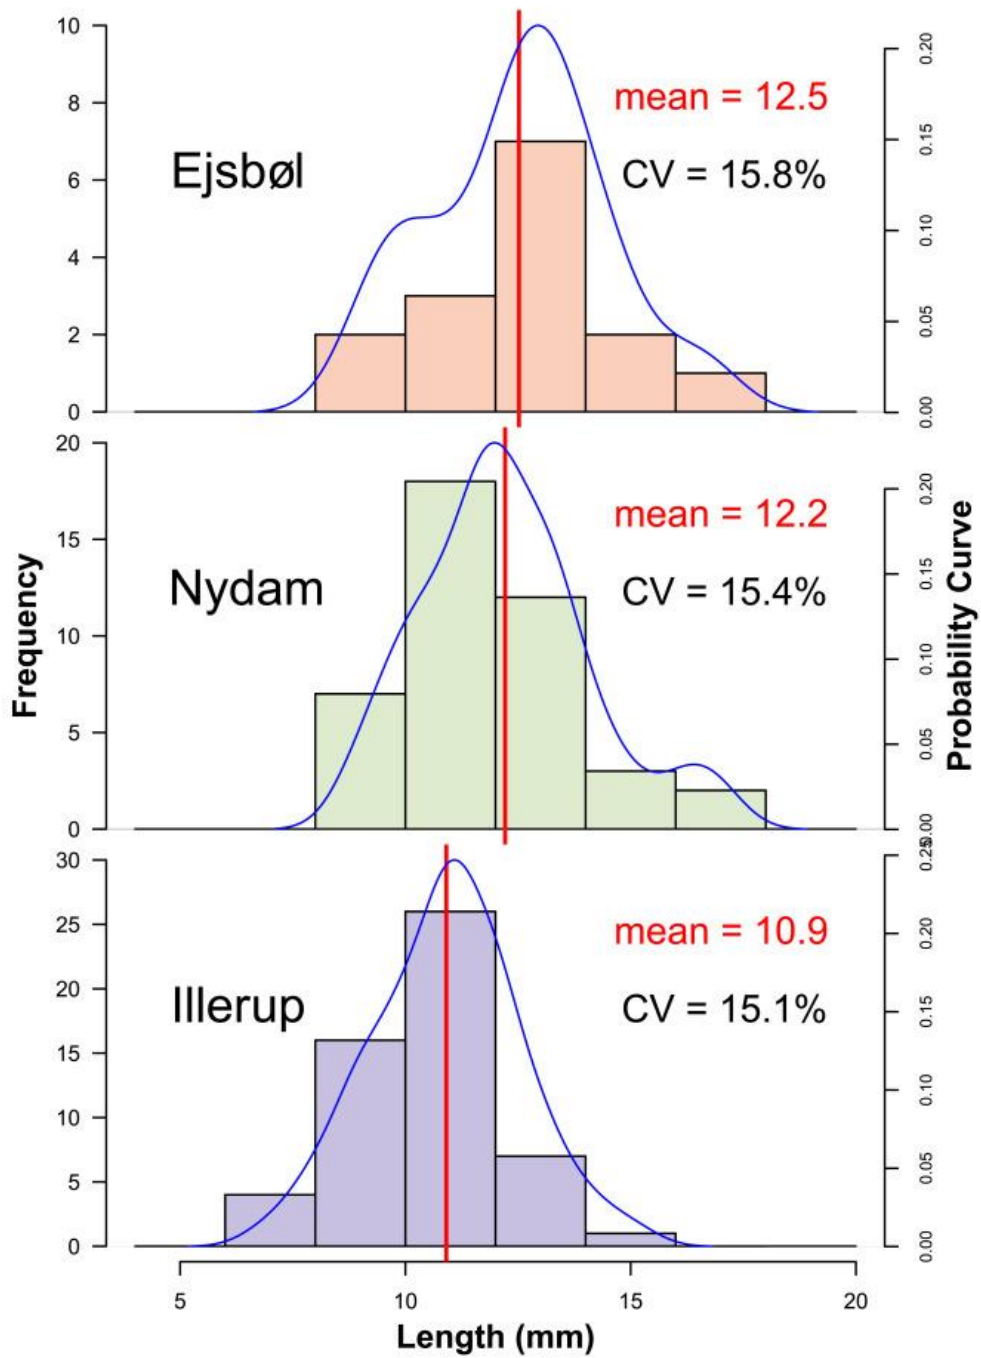 10
8
6
4
2
0
Ejsbøl
mean = 12.5
CV = 15.8%
0.20
0.15
0.10
0.05
0.00
20
15
10
5
0
Nydam
mean = 12.2
CV = 15.4%
0.20
0.15
0.10
0.05
0.00
Frequency
Probability Curve
30
25
20
15
10
5
0
Illerup
mean = 10.9
CV = 15.1%
0.25
0.20
0.15
0.10
0.05
0.00
5 10 15 20
Length (mm)